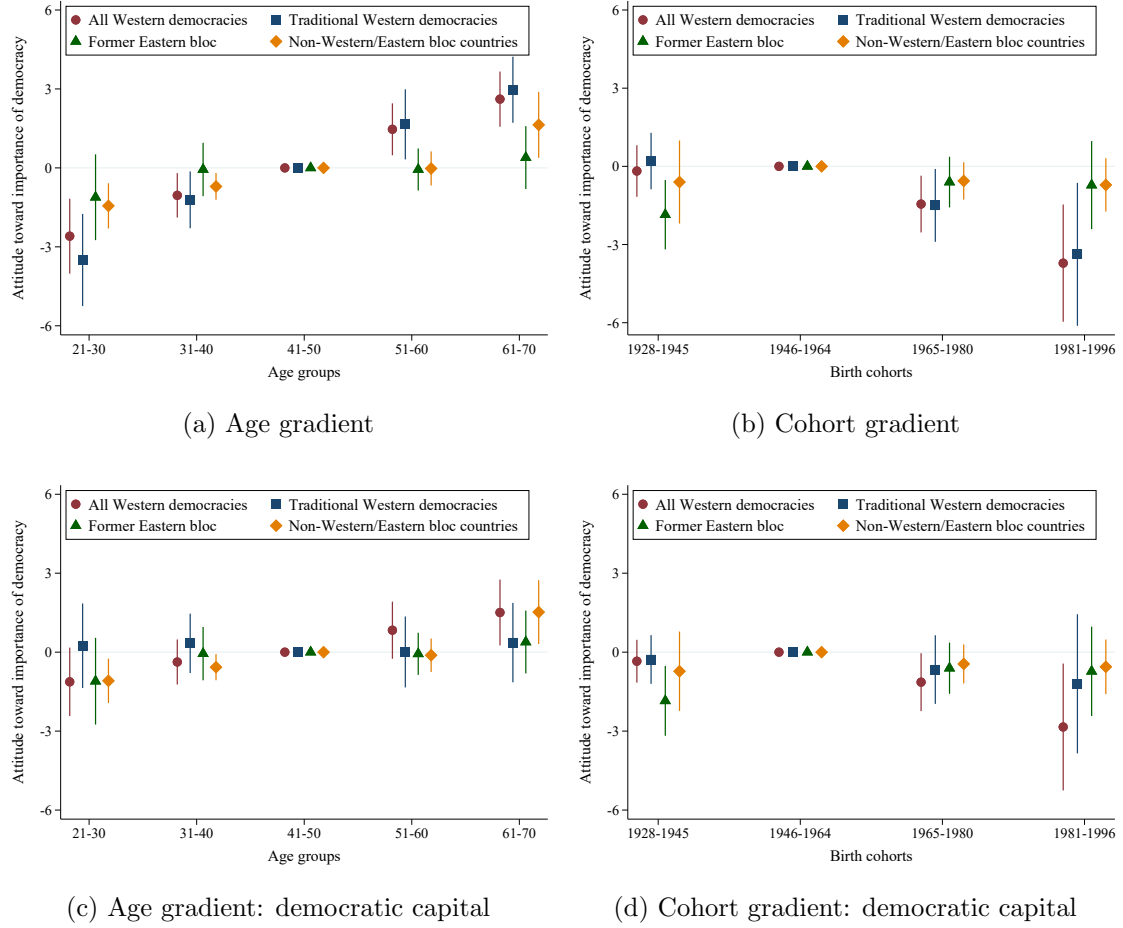 6
All Western democracies
Traditional Western democracies
Former Eastern bloc
Non-Western/Eastern bloc countries
3
0
-3
-6
Attitude toward importance of democracy
21-30
31-40
41-50
51-60
61-70
Age groups
(a) Age gradient
6
All Western democracies
Traditional Western democracies
Former Eastern bloc
Non-Western/Eastern bloc countries
3
0
-3
-6
Attitude toward importance of democracy
1928-1945
1946-1964
1965-1980
1981-1996
Birth cohorts
(b) Cohort gradient
6
All Western democracies
Traditional Western democracies
Former Eastern bloc
Non-Western/Eastern bloc countries
3
0
-3
-6
Attitude toward importance of democracy
21-30
31-40
41-50
51-60
61-70
Age groups
(c) Age gradient: democratic capital
6
All Western democracies
Traditional Western democracies
Former Eastern bloc
Non-Western/Eastern bloc countries
3
0
-3
-6
Attitude toward importance of democracy
1928-1945
1946-1964
1965-1980
1981-1996
Birth cohorts
(d) Cohort gradient: democratic capital